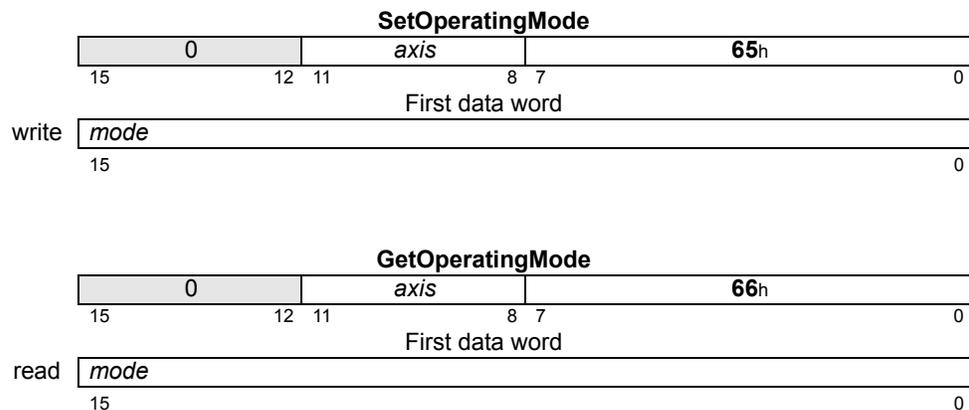 SetOperatingMode
0 axis 65h
15 12 11 8 7 0
First data word
write mode
15 0
GetOperatingMode
0 axis 66h
15 12 11 8 7 0
First data word
read mode
15 0